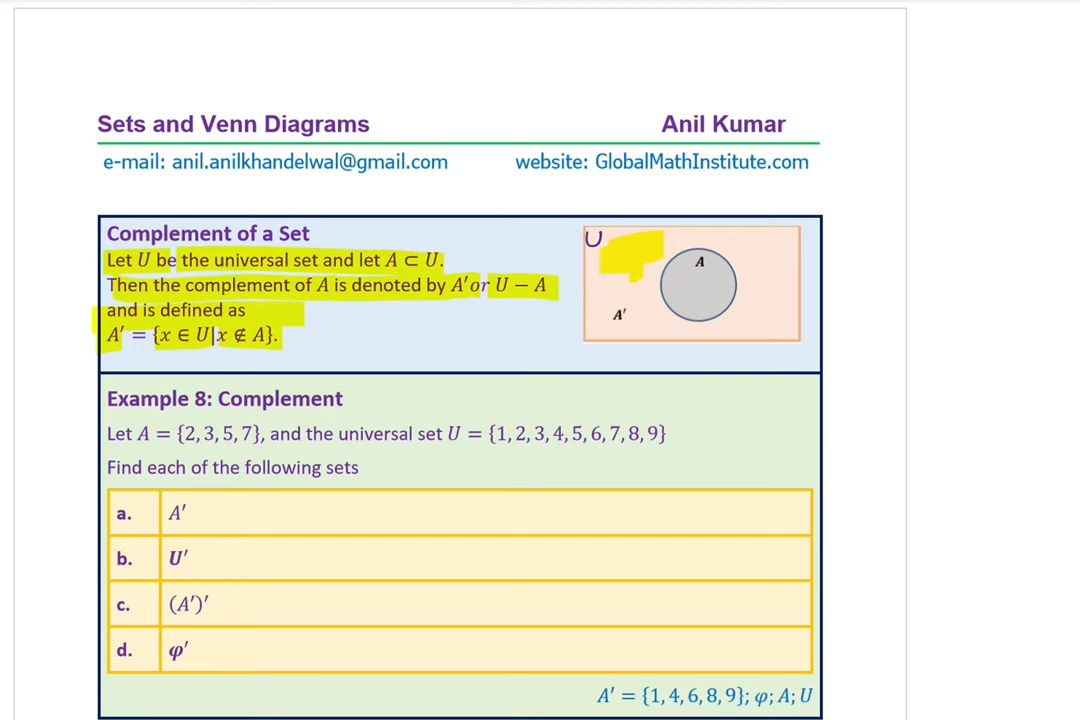 Sets and Venn Diagrams Anil Kumar
e-mail: anil.anilkhandelwal@gmail.com website: GlobalMathInstitute.com
Complement of a Set
Let U be the universal set and let A ⊂ U.
Then the complement of A is denoted by A′or U − A
and is defined as
A′ = {x ∈ U|x ∉ A}.
U
A
A′
Example 8: Complement
Let A = {2, 3, 5, 7}, and the universal set U = {1, 2, 3, 4, 5, 6, 7, 8, 9}
Find each of the following sets
a. A′
b. U′
c. (A′)′
d. φ′
A′ = {1, 4, 6, 8, 9}; φ; A; U